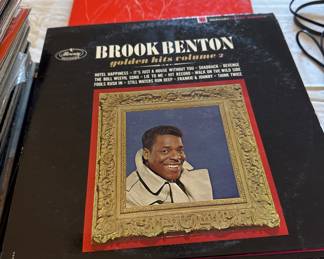 Mercury
BROOK BENTON
golden hits volume 2
HOTEL HAPPINESS • IT'S JUST A HOUSE WITHOUT YOU • SHADRACK • REVENGE
THE BOLL WEEVIL SONG • LIE TO ME • HIT RECORD • WALK ON THE WILD SIDE
FOOLS RUSH IN • STILL WATERS RUN DEEP • FRANKIE & JOHNNY • THINK TWICE